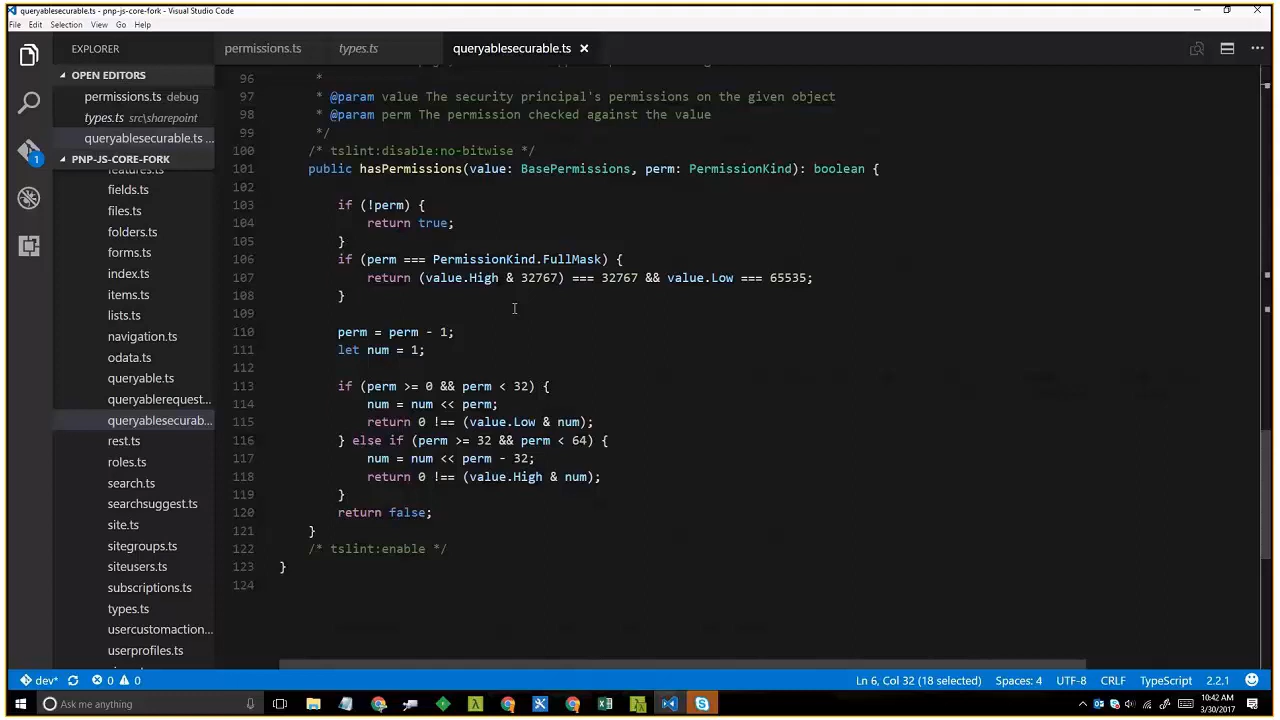 queryablesecurable.ts - pnp-js-core-fork - Visual Studio Code
File Edit Selection View Go Help
EXPLORER
OPEN EDITORS
permissions.ts debug
types.ts src\sharepoint
queryablesecurable.ts ...
PNP-JS-CORE-FORK
features.ts
fields.ts
files.ts
folders.ts
forms.ts
index.ts
items.ts
lists.ts
navigation.ts
odata.ts
queryable.ts
queryablerequest...
queryablesecurab...
rest.ts
roles.ts
search.ts
searchsuggest.ts
site.ts
sitegroups.ts
siteusers.ts
subscriptions.ts
types.ts
usercustomaction...
userprofiles.ts
1
permissions.ts types.ts queryablesecurable.ts
96 *
97 * @param value The security principal's permissions on the given object
98 * @param perm The permission checked against the value
99 */
100 /* tslint:disable:no-bitwise */
101 public hasPermissions(value: BasePermissions, perm: PermissionKind): boolean {
102
103 if (!perm) {
104 return true;
105 }
106 if (perm === PermissionKind.FullMask) {
107 return (value.High & 32767) === 32767 && value.Low === 65535;
108 }
109
110 perm = perm - 1;
111 let num = 1;
112
113 if (perm >= 0 && perm < 32) {
114 num = num << perm;
115 return 0 !== (value.Low & num);
116 } else if (perm >= 32 && perm < 64) {
117 num = num << perm - 32;
118 return 0 !== (value.High & num);
119 }
120 return false;
121 }
122 /* tslint:enable */
123 }
124
dev* 0 0 Ln 6, Col 32 (18 selected) Spaces: 4 UTF-8 CRLF TypeScript 2.2.1
Ask me anything
10:42 AM
3/30/2017